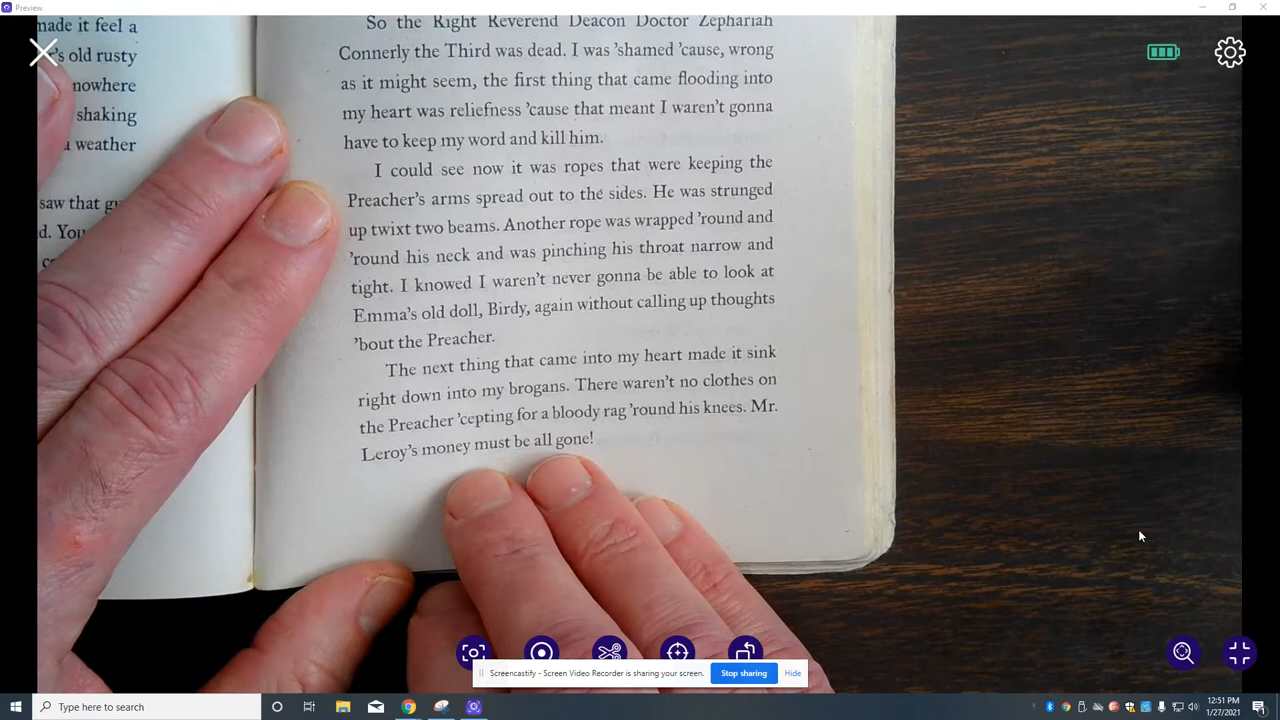 Preview
made it feel a
's old rusty
nowhere
shaking
weather
saw that gu
d. You
So the Right Reverend Deacon Doctor Zephariah
Connerly the Third was dead. I was 'shamed 'cause, wrong
as it might seem, the first thing that came flooding into
my heart was reliefness 'cause that meant I waren't gonna
have to keep my word and kill him.
I could see now it was ropes that were keeping the
Preacher's arms spread out to the sides. He was strunged
up twixt two beams. Another rope was wrapped 'round and
'round his neck and was pinching his throat narrow and
tight. I knowed I waren't never gonna be able to look at
Emma's old doll, Birdy, again without calling up thoughts
'bout the Preacher.
The next thing that came into my heart made it sink
right down into my brogans. There waren't no clothes on
the Preacher 'cepting for a bloody rag 'round his knees. Mr.
Leroy's money must be all gone!
Screencastify - Screen Video Recorder is sharing your screen.
Stop sharing
Hide
Type here to search
12:51 PM
1/27/2021